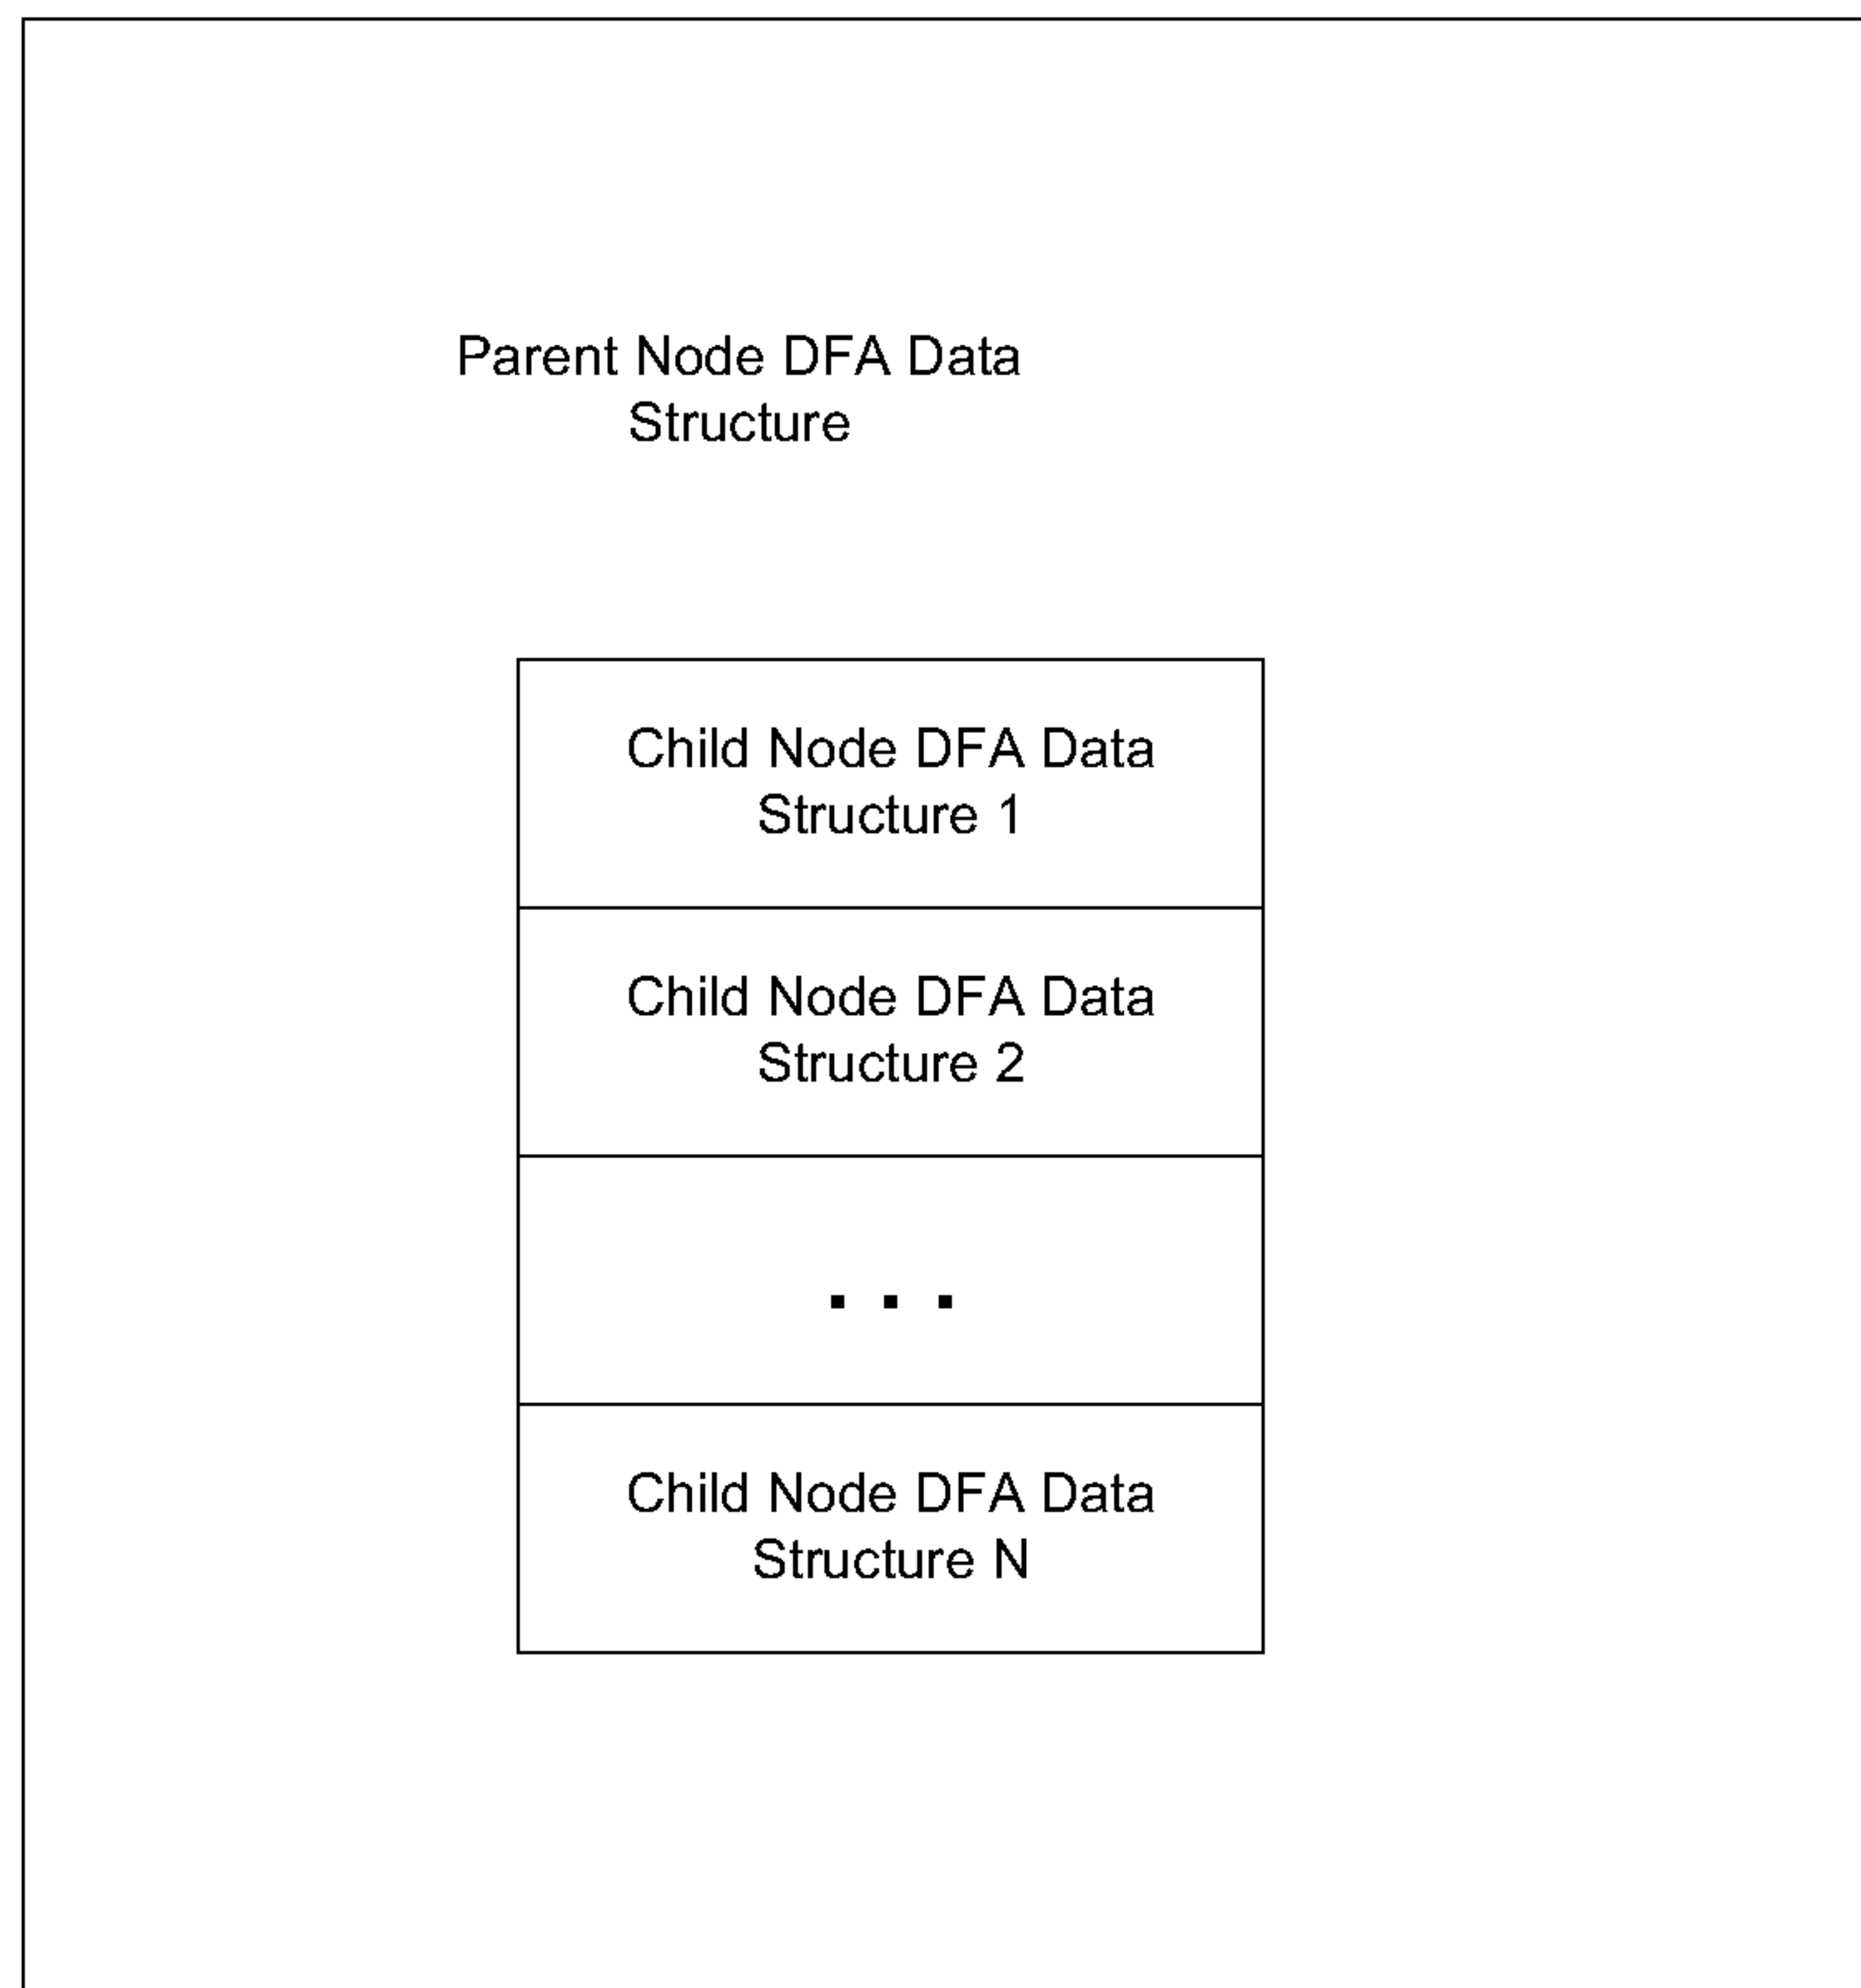 Parent Node DFA Data
Structure
Child Node DFA Data
Structure 1
Child Node DFA Data
Structure 2
. . .
Child Node DFA Data
Structure N